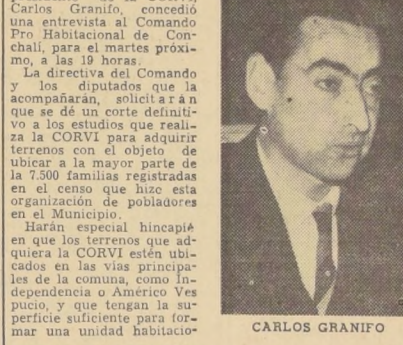 Carlos Granifo, concedió
una entrevista al Comando
Pro Habitacional de Con-
chalí, para el martes próxi-
mo, a las 19 horas.
La directiva del Comando
y los diputados que la
acompañarán, solicitarán
que se dé un corte definiti-
vo a los estudios que reali-
za la CORVI para adquirir
terrenos con el objeto de
ubicar a la mayor parte de
la 7.500 familias registradas
en el censo que hizo esta
organización de pobladores
en el Municipio.
Harán especial hincapié
en que los terrenos que ad-
quiera la CORVI estén ubi-
cados en las vías principa-
les de la comuna, como In-
dependencia o Américo Ves
pucio, y que tengan la su-
perficie suficiente para for-
mar una unidad habitacio-
CARLOS GRANIFO